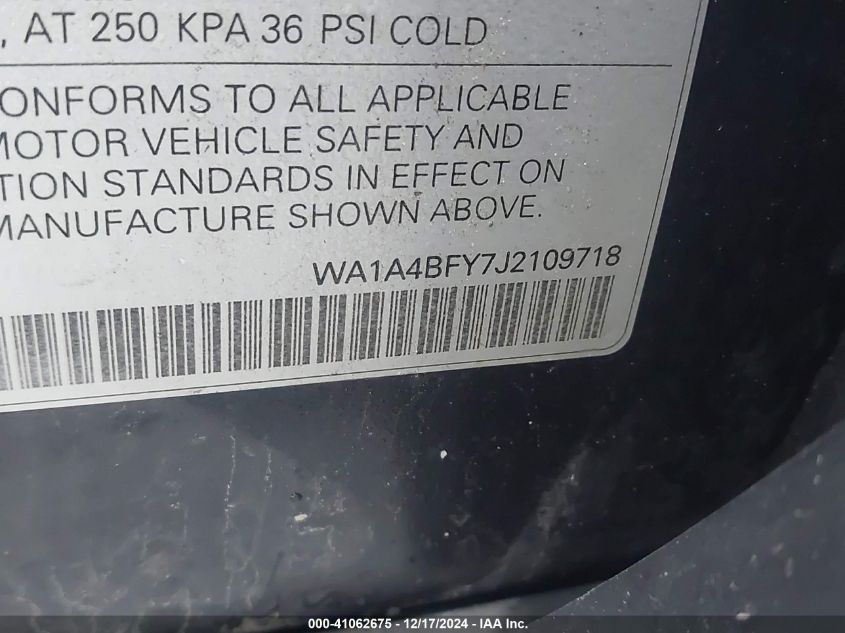 , AT 250 KPA 36 PSI COLD
ONFORMS TO ALL APPLICABLE
MOTOR VEHICLE SAFETY AND
TION STANDARDS IN EFFECT ON
MANUFACTURE SHOWN ABOVE.
WA1A4BFY7J2109718
000-41062675 - 12/17/2024 - IAA Inc.